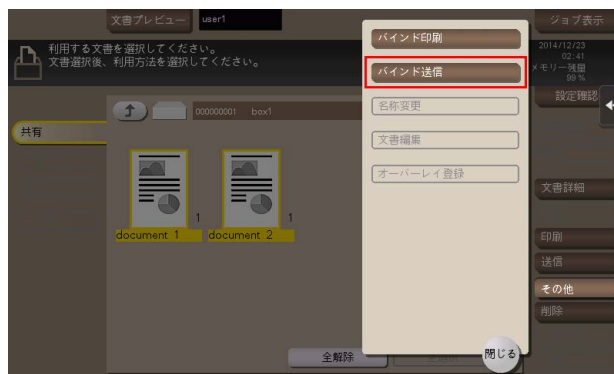 文書プレビュー
user1
ジョブ表示
利用する文書を選択してください。
文書選択後、利用方法を選択してください。
2014/12/23
02:41
メモリー残量
99 %
設定確認
バインド印刷
バインド送信
名称変更
文書編集
オーバーレイ登録
000000001 box1
共有
1
1
document 1
document 2
文書詳細
印刷
送信
その他
削除
全解除
閉じる